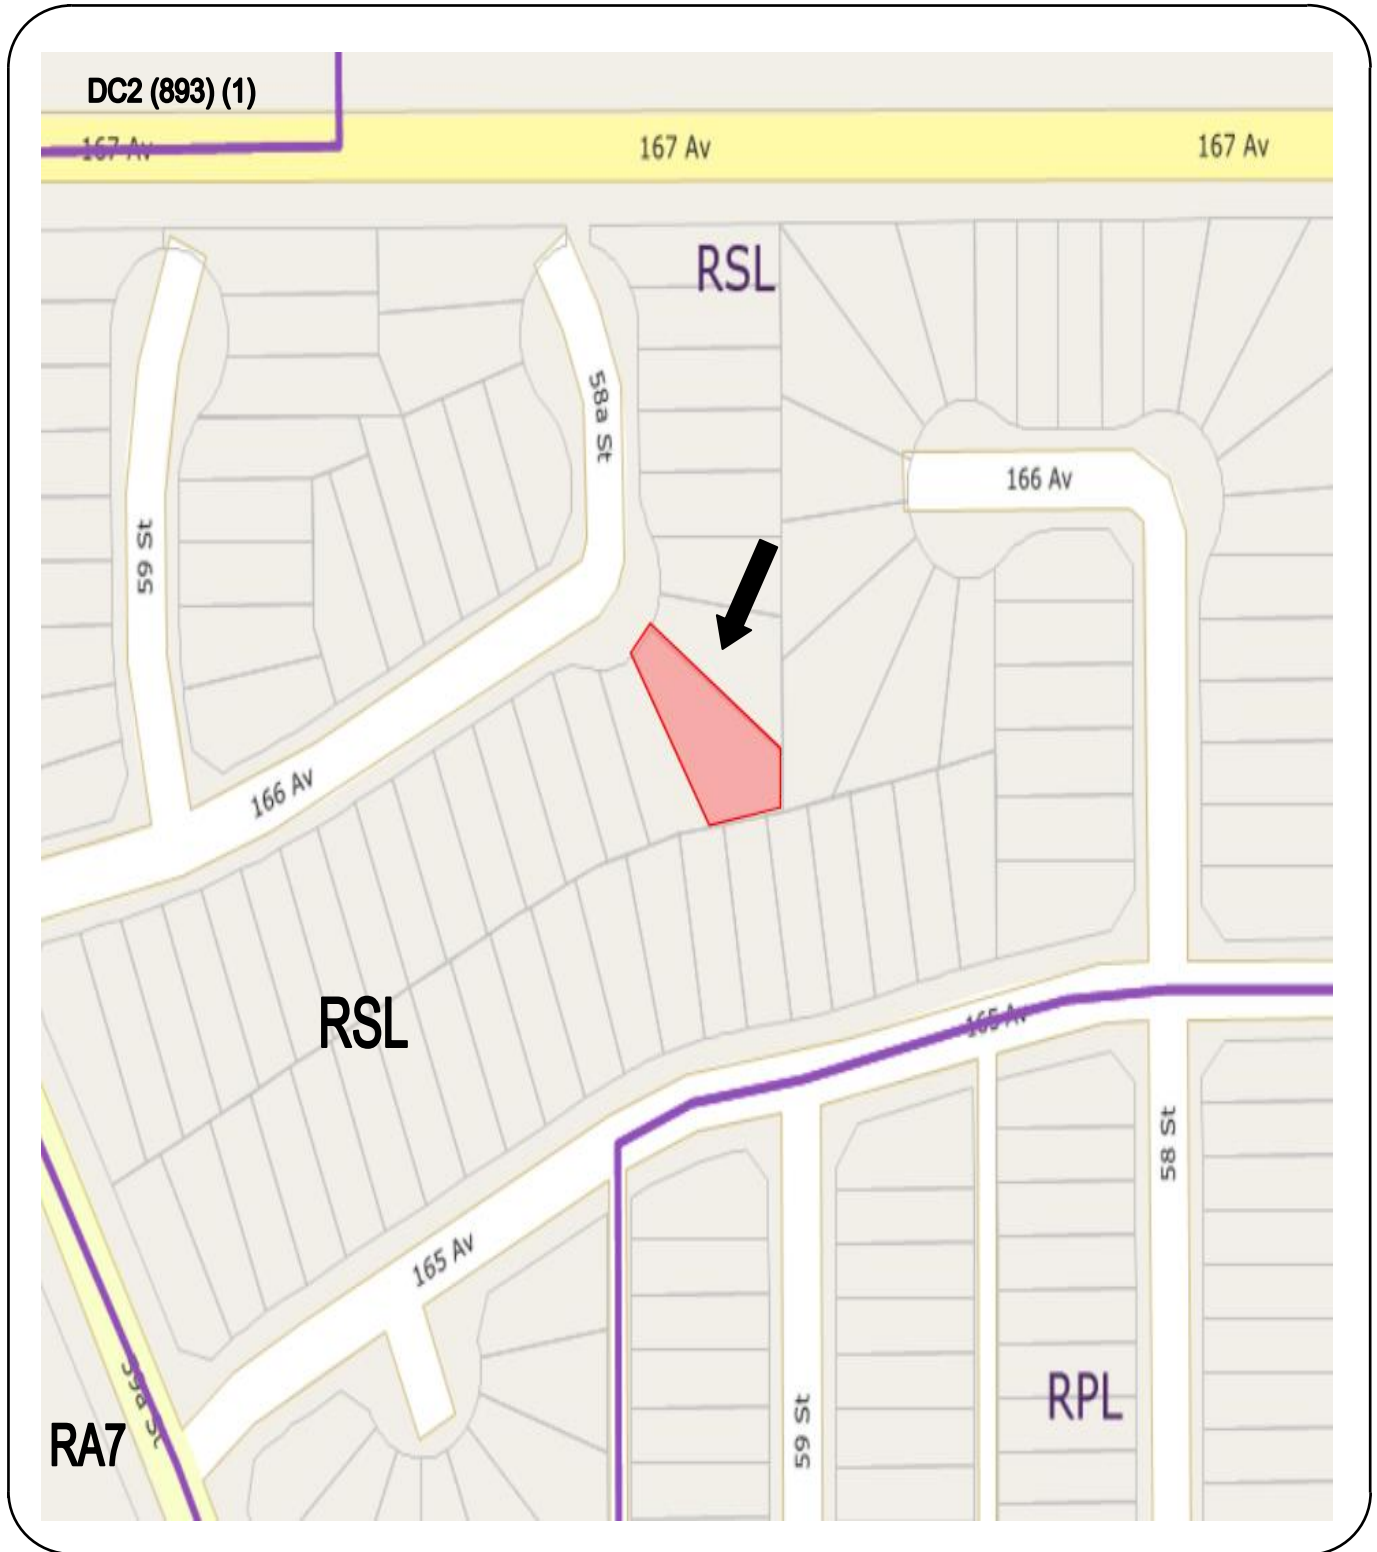 DC2 (893) (1)
167 Av
167 Av
167 Av
RSL
58a St
166 Av
59 St
166 Av
RSL
165 Av
58 St
165 Av
59a St
RPL
59 St
RA7